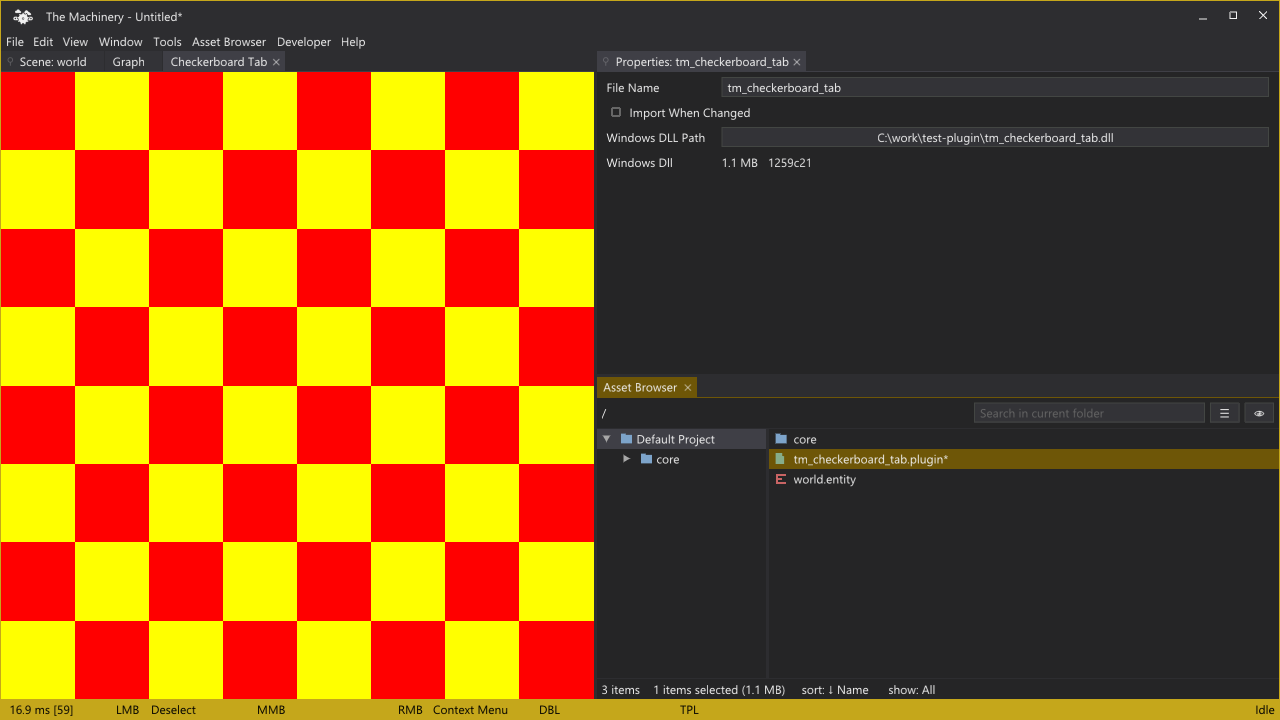 The Machinery - Untitled*
File Edit View Window Tools Asset Browser Developer Help
Scene: world Graph Checkerboard Tab
Properties: tm_checkerboard_tab
File Name tm_checkerboard_tab
Import When Changed
Windows DLL Path C:\work\test-plugin\tm_checkerboard_tab.dll
Windows Dll 1.1 MB 1259c21
Asset Browser
/ Search in current folder
Default Project
core
core
tm_checkerboard_tab.plugin*
world.entity
3 items 1 items selected (1.1 MB) sort: ↓ Name show: All
16.9 ms [59] LMB Deselect MMB RMB Context Menu DBL TPL Idle